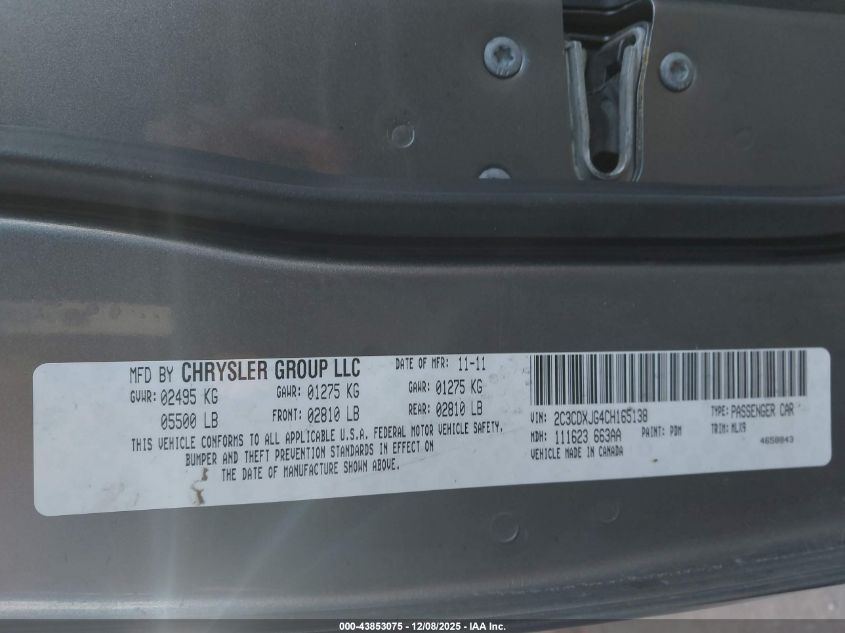 MFD BY CHRYSLER GROUP LLC DATE OF MFR: 11-11
GVWR: 02495 KG GAWR: 01275 KG GAWR: 01275 KG
05500 LB FRONT: 02810 LB REAR: 02810 LB
THIS VEHICLE CONFORMS TO ALL APPLICABLE U.S.A. FEDERAL MOTOR VEHICLE SAFETY,
BUMPER AND THEFT PREVENTION STANDARDS IN EFFECT ON
THE DATE OF MANUFACTURE SHOWN ABOVE.
VIN: 2C3CDXJG4CH165138 TYPE: PASSENGER CAR
MDH: 111623 663AA PAINT: PDM TRIM: MLX9
VEHICLE MADE IN CANADA 4658843
000-43853075 - 12/08/2025 - IAA Inc.